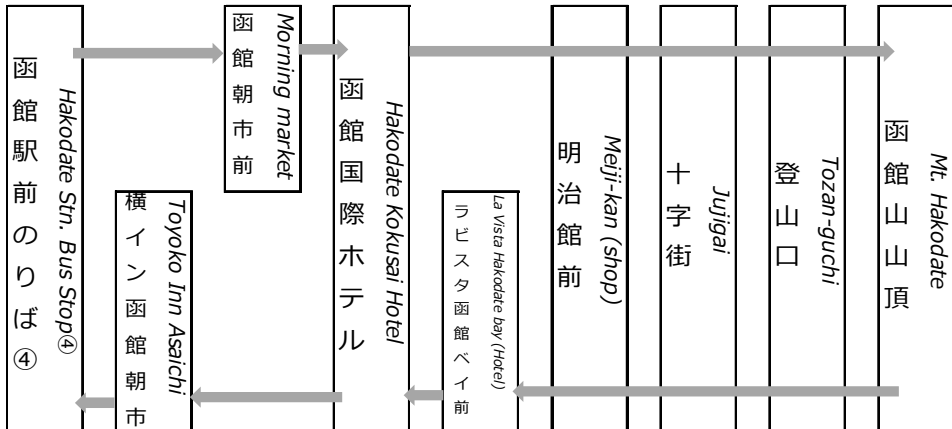 函館駅前のりば④
Hakodate Stn. Bus Stop④
横イン函館朝市
Toyoko Inn Asaichi
函館朝市前
Morning market
函館国際ホテル
Hakodate Kokusai Hotel
ラビスタ函館ベイ前
La Vista Hakodate bay (Hotel)
明治館前
Meiji-kan (shop)
十字街
Jujigai
登山口
Tozan-guchi
函館山山頂
Mt. Hakodate